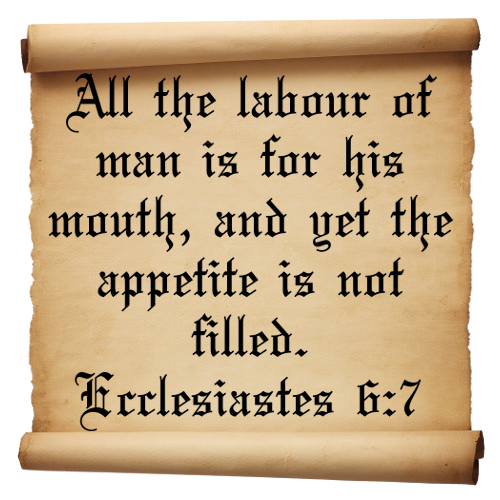 All the labour of
man is for his
mouth, and yet the
appetite is not
filled.
Ecclesiastes 6:7